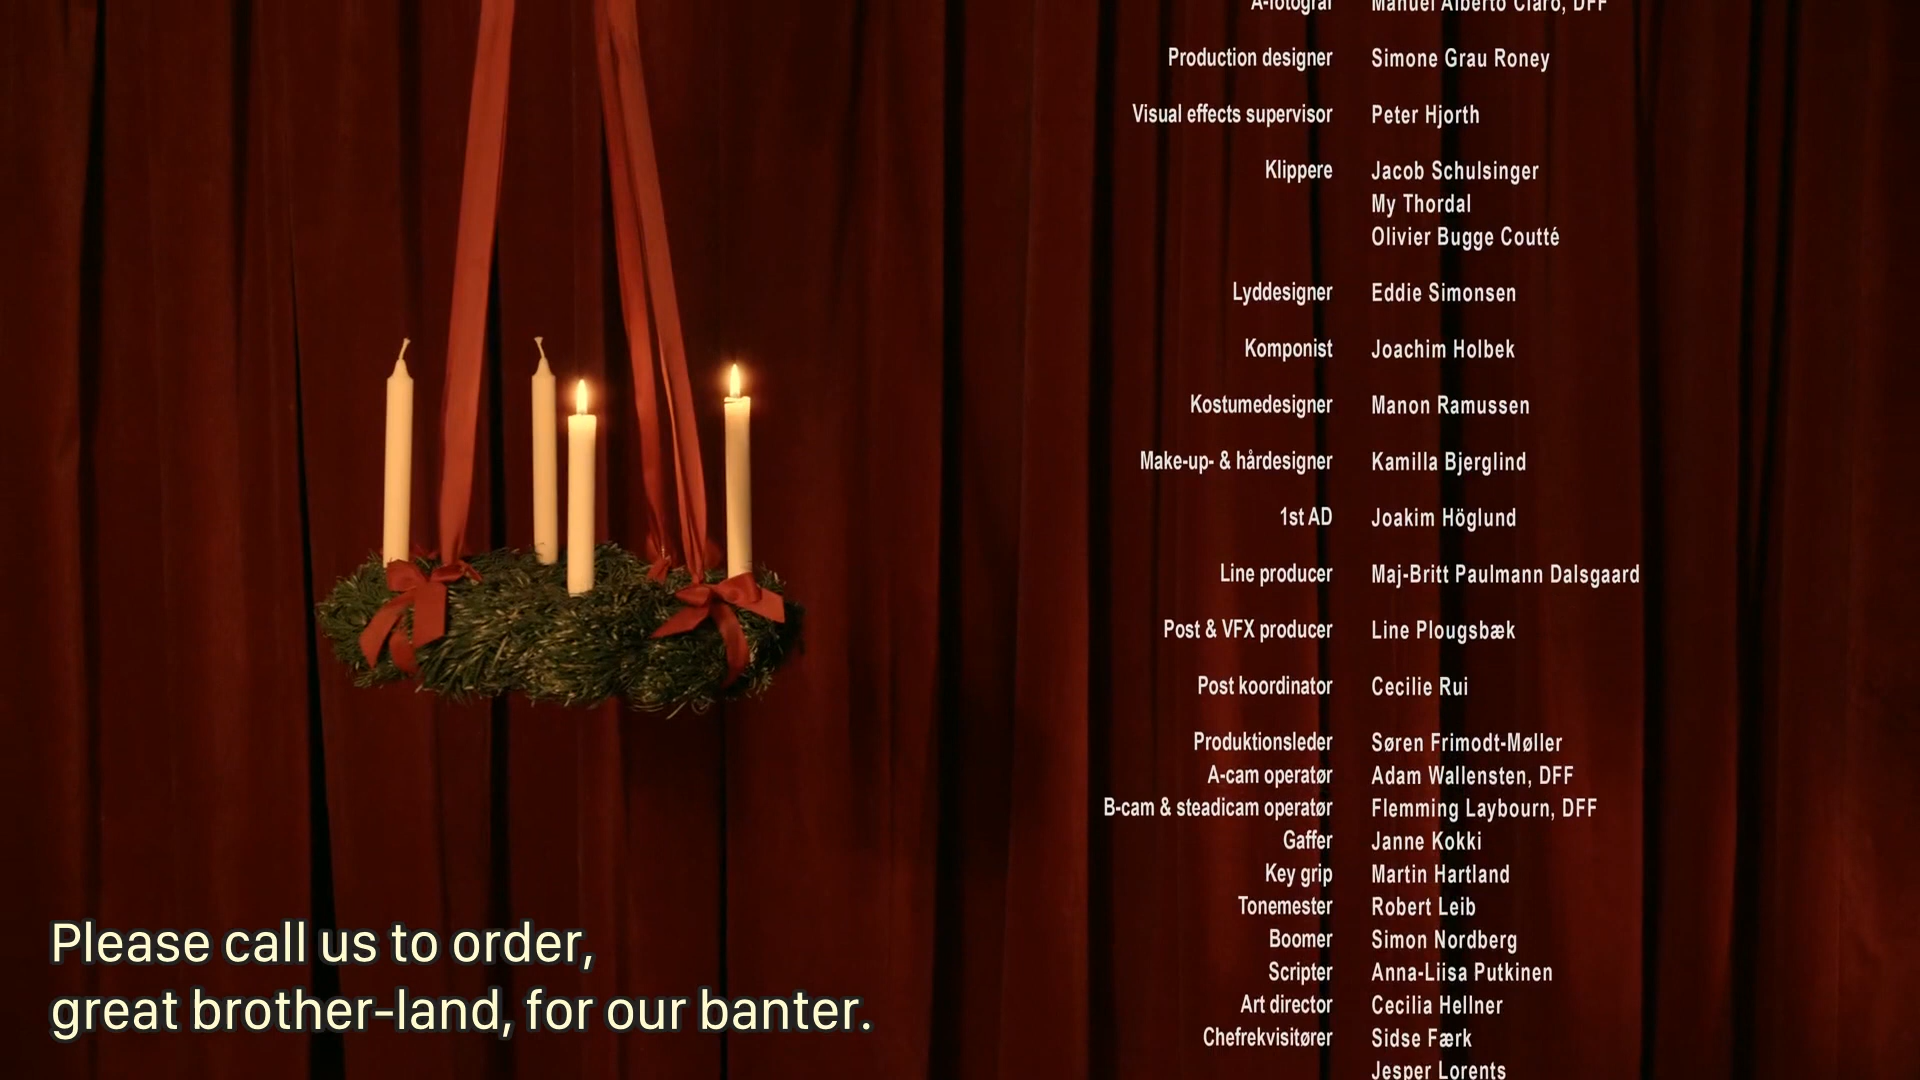 A-fotograf Manuel Alberto Claro, DFF
Production designer Simone Grau Roney
Visual effects supervisor Peter Hjorth
Klippere Jacob Schulsinger
My Thordal
Olivier Bugge Coutté
Lyddesigner Eddie Simonsen
Komponist Joachim Holbek
Kostumedesigner Manon Ramussen
Make-up- & hårdesigner Kamilla Bjerglind
1st AD Joakim Höglund
Line producer Maj-Britt Paulmann Dalsgaard
Post & VFX producer Line Plougsbæk
Post koordinator Cecilie Rui
Produktionsleder Søren Frimodt-Møller
A-cam operatør Adam Wallensten, DFF
B-cam & steadicam operatør Flemming Laybourn, DFF
Gaffer Janne Kokki
Key grip Martin Hartland
Tonemester Robert Leib
Boomer Simon Nordberg
Scripter Anna-Liisa Putkinen
Art director Cecilia Hellner
Chefrekvisitører Sidse Færk
Jesper Lorents
Please call us to order,
great brother-land, for our banter.